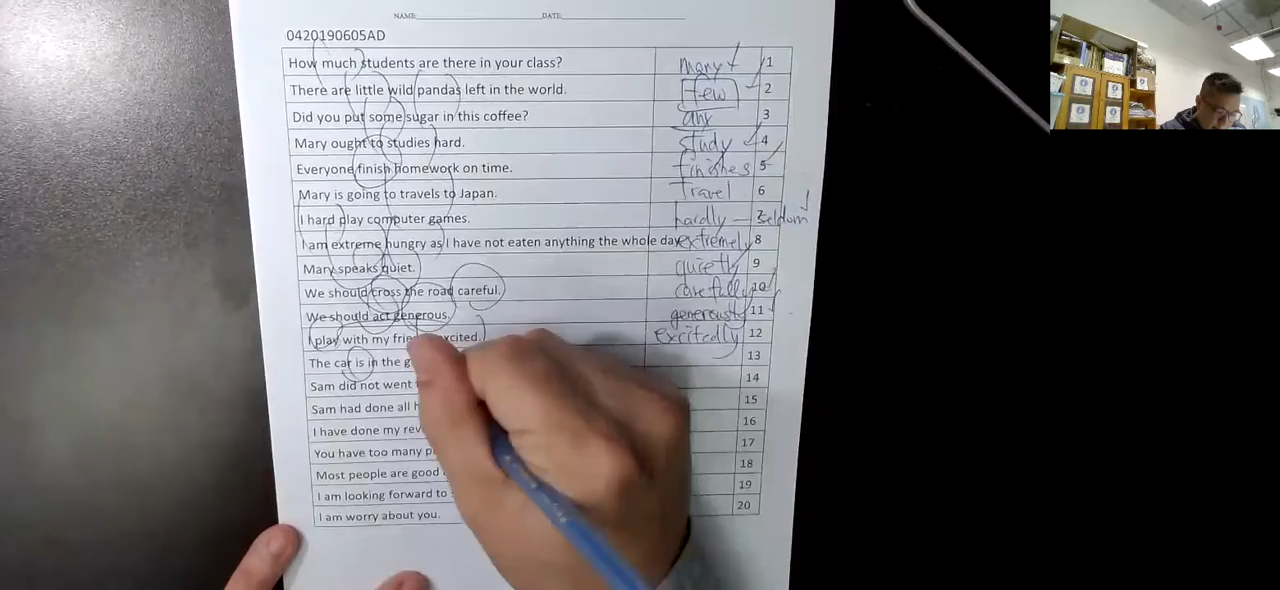 NAME: DATE:
0420190605AD
How much students are there in your class? many 1
There are little wild pandas left in the world. few 2
Did you put some sugar in this coffee? any 3
Mary ought to studies hard. study 4
Everyone finish homework on time. finishes 5
Mary is going to travels to Japan. Travel 6
I hard play computer games. hardly — seldom 7
I am extreme hungry as I have not eaten anything the whole day extremely 8
Mary speaks quiet. quietly 9
We should cross the road careful. carefully 10
We should act generous. generously 11
I play with my excited. excitedly 12
The car is in the 13
Sam did not went 14
Sam had done all 15
I have done my 16
You have too many 17
Most people are good 18
I am looking forward to 19
I am worry about you. 20